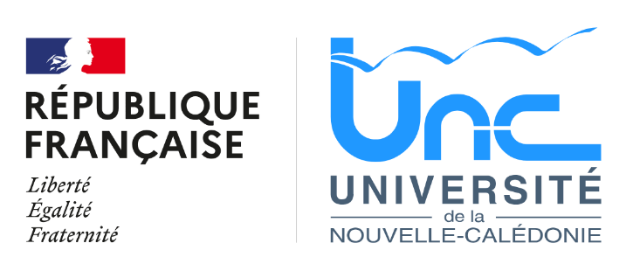 RÉPUBLIQUE
FRANÇAISE
Liberté
Égalité
Fraternité
Unc
UNIVERSITÉ
de la
NOUVELLE-CALÉDONIE